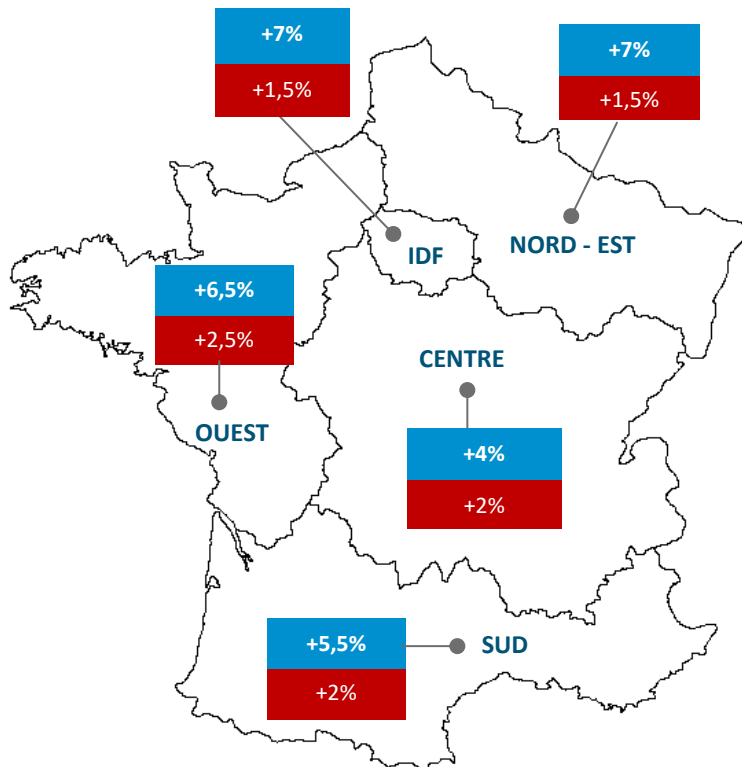 +7%
+1,5%
+7%
+1,5%
IDF
NORD - EST
+6,5%
+2,5%
OUEST
CENTRE
+4%
+2%
+5,5%
+2%
SUD